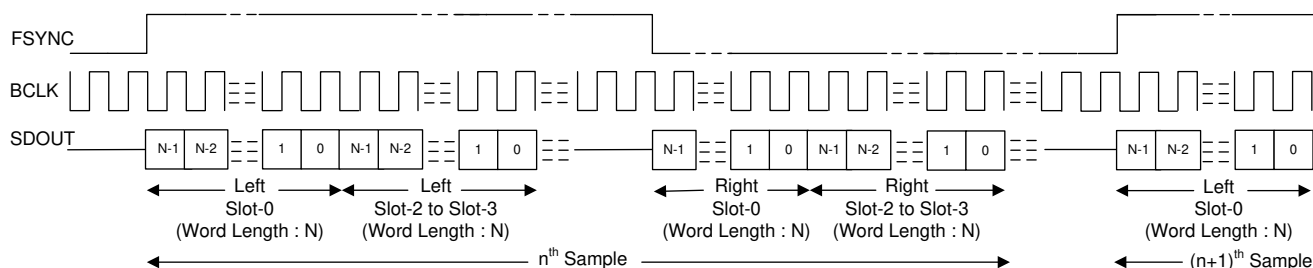 FSYNC
BCLK
SDOUT
N-1 N-2 1 0 N-1 N-2 1 0 N-1 1 0 N-1 N-2 1 0 N-1 N-2 1 0
Left Left Right Right Left
Slot-0 Slot-2 to Slot-3 Slot-0 Slot-2 to Slot-3 Slot-0
(Word Length : N) (Word Length : N) (Word Length : N) (Word Length : N) (Word Length : N)
nth Sample (n+1)th Sample